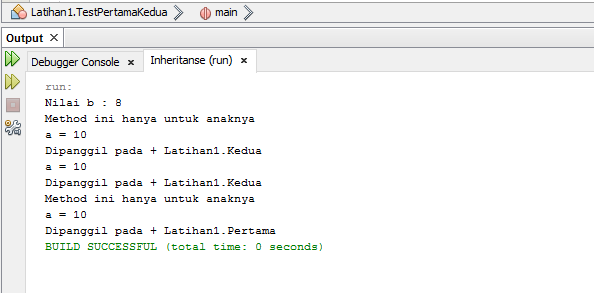 Latihan1.TestPertamaKedua main
Output ×
Debugger Console × Inheritanse (run) ×
run:
Nilai b : 8
Method ini hanya untuk anaknya
a = 10
Dipanggil pada + Latihan1.Kedua
a = 10
Dipanggil pada + Latihan1.Kedua
Method ini hanya untuk anaknya
a = 10
Dipanggil pada + Latihan1.Pertama
BUILD SUCCESSFUL (total time: 0 seconds)